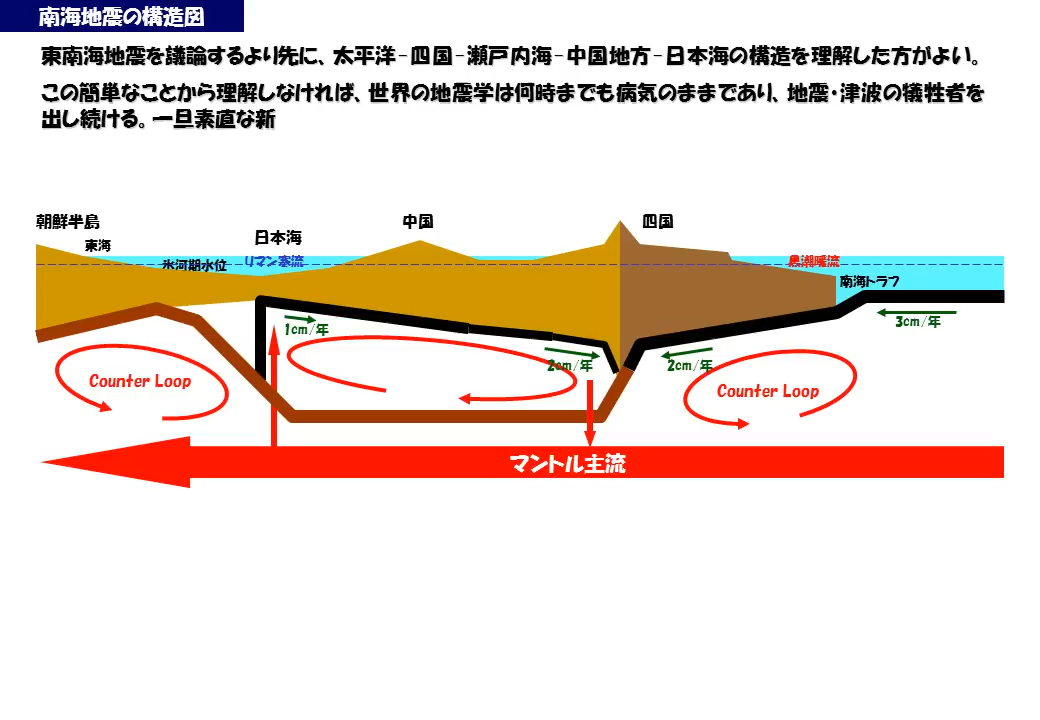 南海地震の構造図
東南海地震を議論するより先に、太平洋-四国-瀬戸内海-中国地方-日本海の構造を理解した方がよい。
この簡単なことから理解しなければ、世界の地震学は何時までも病気のままであり、地震・津波の犠牲者を
出し続ける。一旦素直な新
朝鮮半島
中国
四国
日本海
東海
氷河期水位
リマン寒流
黒潮暖流
南海トラフ
1cm/年
3cm/年
2cm/年
2cm/年
Counter Loop
Counter Loop
マントル主流